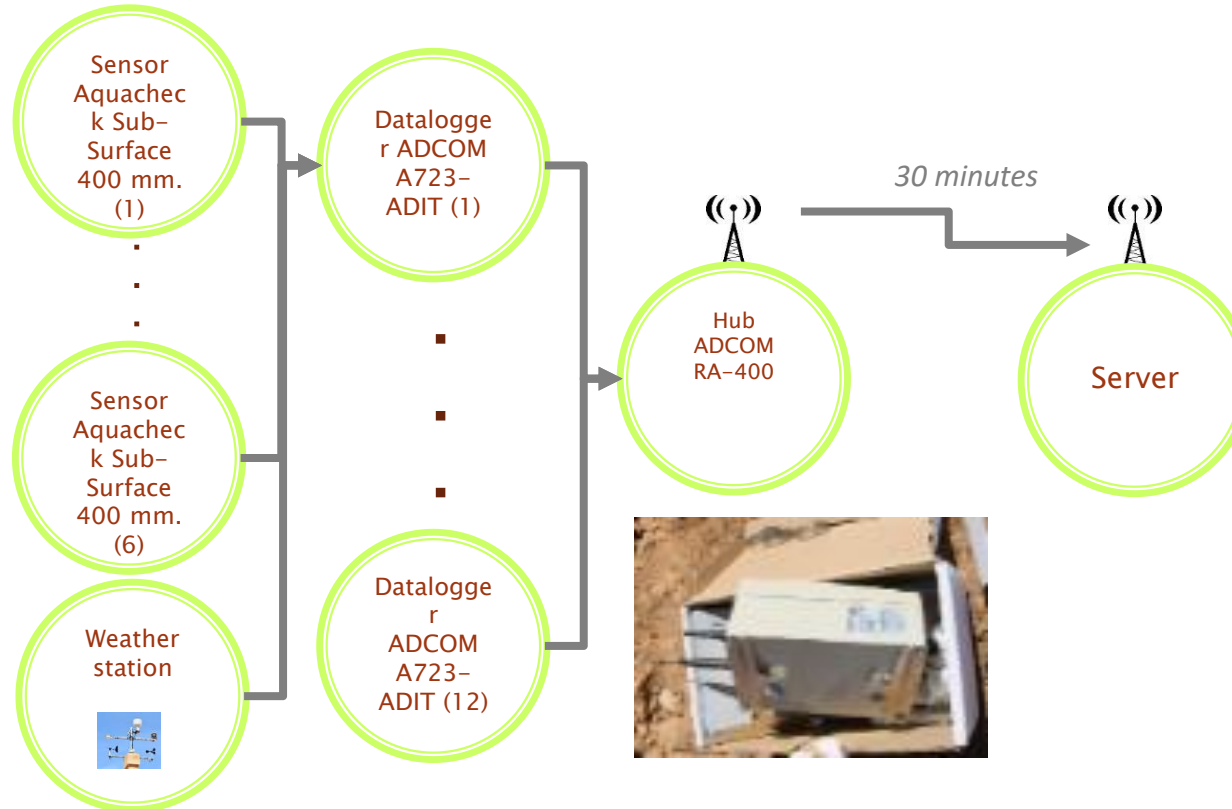 Sensor
Aquachec
k Sub-
Surface
400 mm.
(1)
Sensor
Aquachec
k Sub-
Surface
400 mm.
(6)
Weather
station
Datalogge
r ADCOM
A723-
ADIT (1)
Datalogge
r
ADCOM
A723-
ADIT (12)
Hub
ADCOM
RA-400
30 minutes
Server